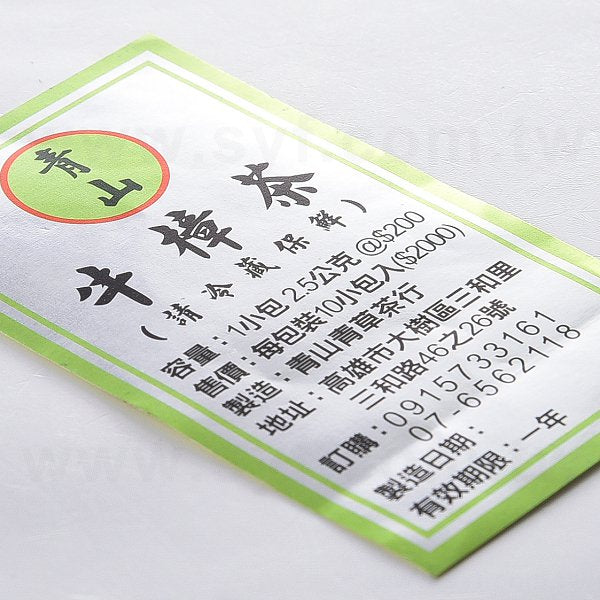 青山
牛樟茶
(請冷藏保鮮)
容量：1小包 2.5公克 @$200
售價：每包裝10小包入($2000)
製造：青山青草茶行
地址：高雄市大樹區三和里
三和路46之26號
訂購：0915733161
07-6562118
製造日期：
有效期限：一年